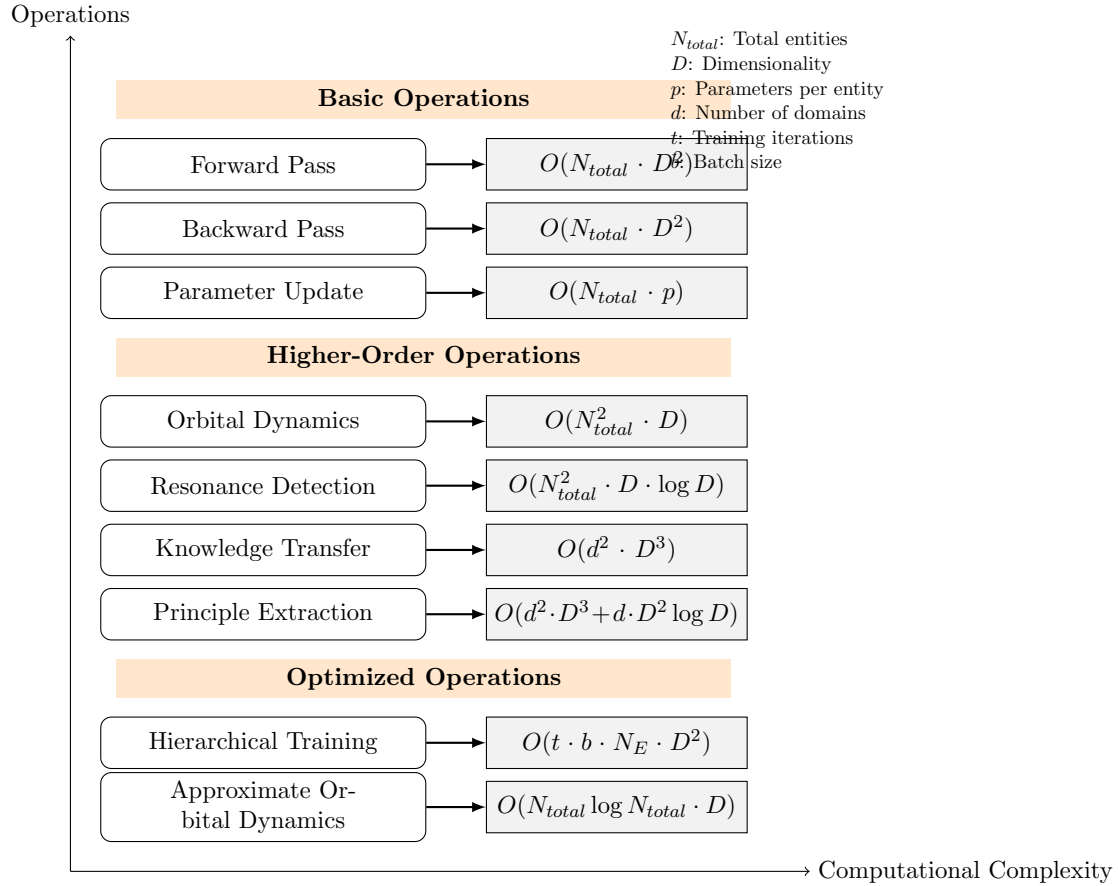 Operations
N_total: Total entities
D: Dimensionality
p: Parameters per entity
d: Number of domains
t: Training iterations
b: Batch size
Basic Operations
Forward Pass
O(N_total · D²)
Backward Pass
O(N_total · D²)
Parameter Update
O(N_total · p)
Higher-Order Operations
Orbital Dynamics
O(N²_total · D)
Resonance Detection
O(N²_total · D · log D)
Knowledge Transfer
O(d² · D³)
Principle Extraction
O(d²·D³+d·D² log D)
Optimized Operations
Hierarchical Training
O(t · b · N_E · D²)
Approximate Or-
bital Dynamics
O(N_total log N_total · D)
Computational Complexity